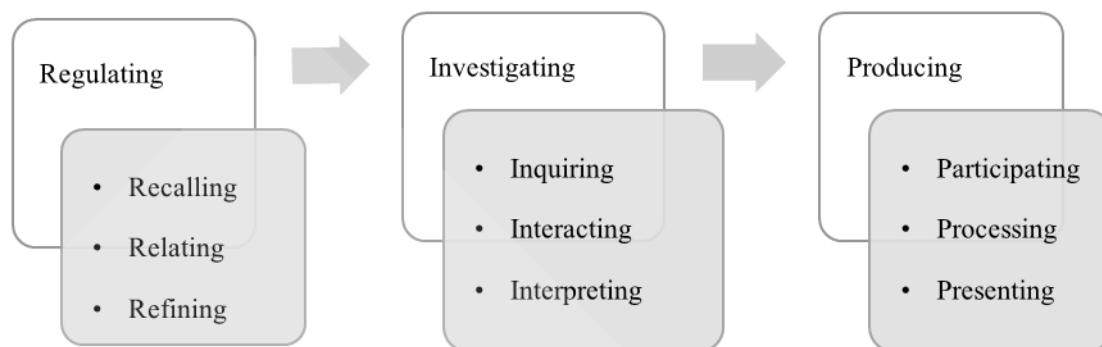 Regulating
• Recalling
• Relating
• Refining
Investigating
• Inquiring
• Interacting
• Interpreting
Producing
• Participating
• Processing
• Presenting